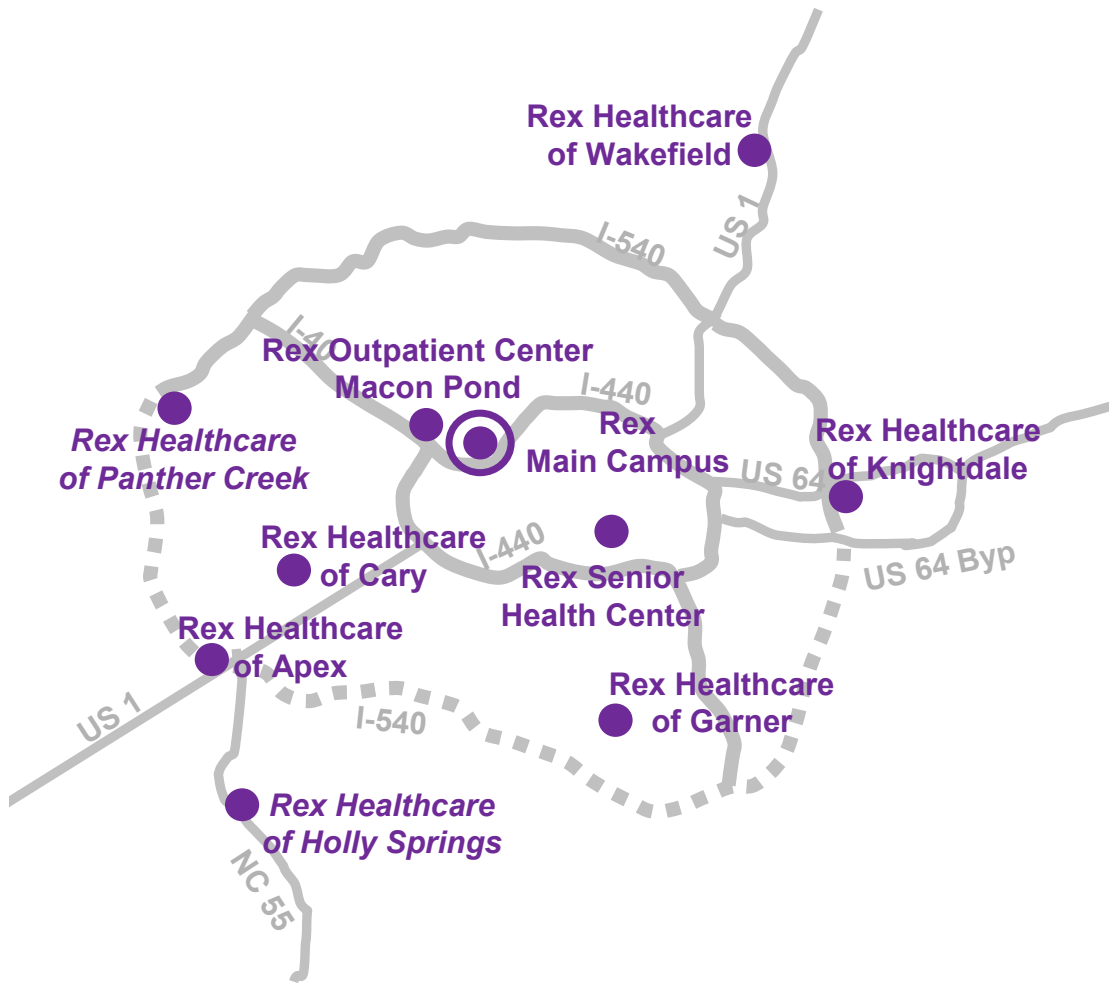 Rex Healthcare
of Wakefield
US 1
I-540
I-40
Rex Outpatient Center
Macon Pond
I-440
Rex
Main Campus
Rex Healthcare
of Knightdale
US 64
Rex Healthcare
of Panther Creek
Rex Healthcare
of Cary
I-440
Rex Senior
Health Center
US 64 Byp
Rex Healthcare
of Apex
US 1
I-540
Rex Healthcare
of Garner
Rex Healthcare
of Holly Springs
NC 55